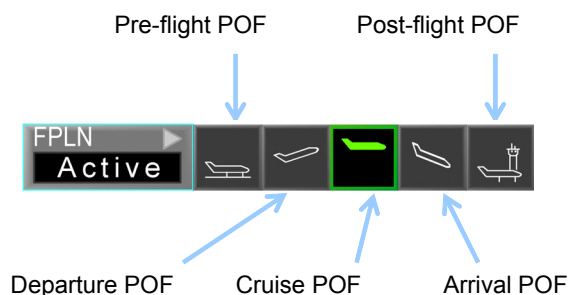 Pre-flight POF Post-flight POF
FPLN
Active
Departure POF Cruise POF Arrival POF